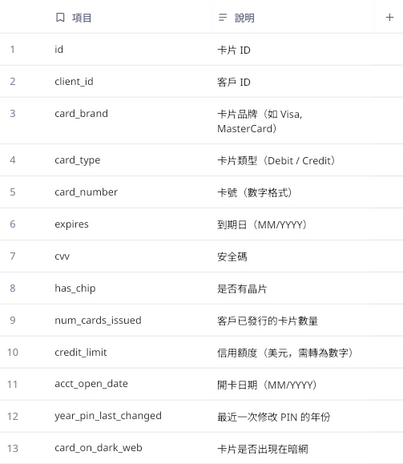 項目 說明 +
1 id 卡片 ID
2 client_id 客戶 ID
3 card_brand 卡片品牌（如 Visa,
MasterCard）
4 card_type 卡片類型（Debit / Credit）
5 card_number 卡號（數字格式）
6 expires 到期日（MM/YYYY）
7 cvv 安全碼
8 has_chip 是否有晶片
9 num_cards_issued 客戶已發行的卡片數量
10 credit_limit 信用額度（美元，需轉為數字）
11 acct_open_date 開卡日期（MM/YYYY）
12 year_pin_last_changed 最近一次修改 PIN 的年份
13 card_on_dark_web 卡片是否出現在暗網